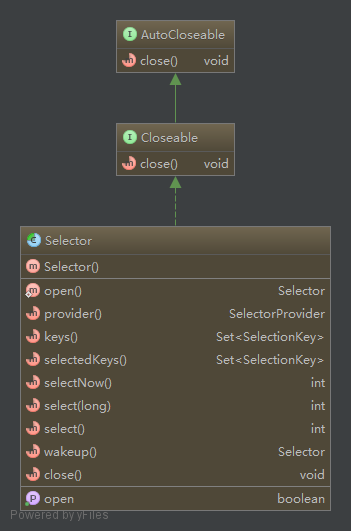 I AutoCloseable
m close() void
I Closeable
m close() void
C Selector
m Selector()
m open() Selector
m provider() SelectorProvider
m keys() Set<SelectionKey>
m selectedKeys() Set<SelectionKey>
m selectNow() int
m select(long) int
m select() int
m wakeup() Selector
m close() void
P open boolean
Powered by yFiles